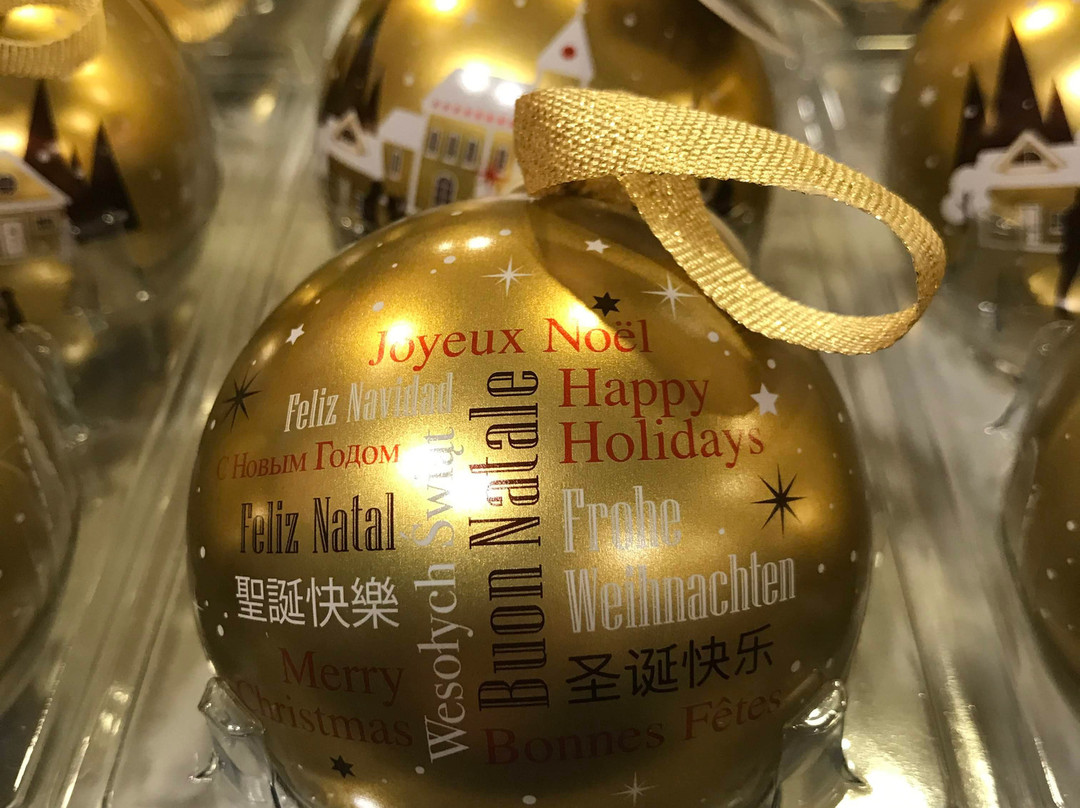 Joyeux Noël
Feliz Navidad
С Новым Годом
Feliz Natal
聖誕快樂
Merry
Christmas
Wesołych Świąt
Buon Natale
Happy
Holidays
Frohe
Weihnachten
圣诞快乐
Bonnes Fêtes